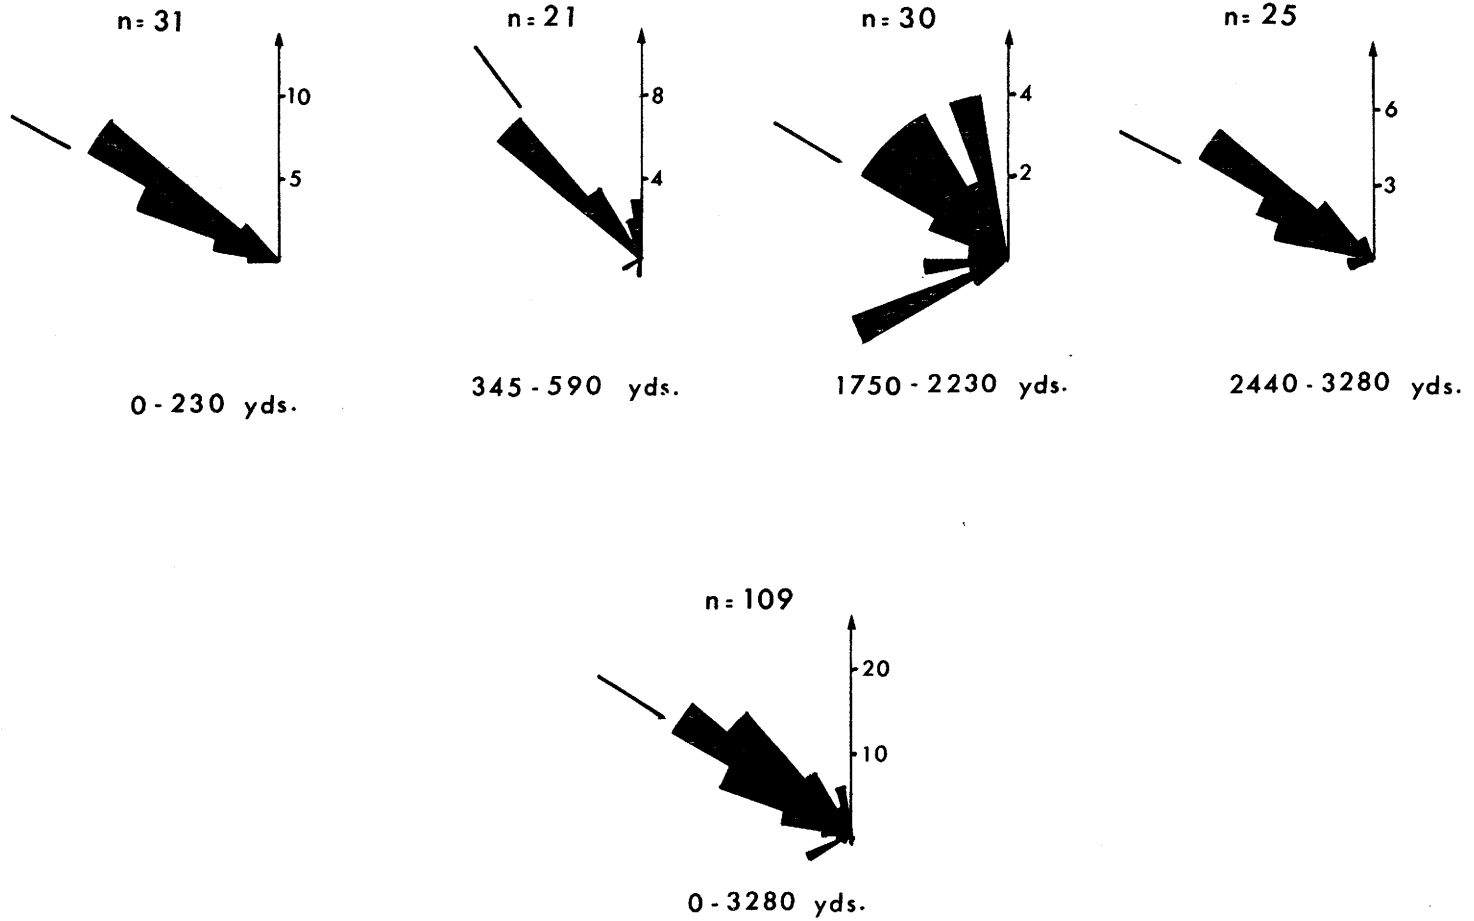 n=31
n=21
n=30
n=25
10
5
8
4
4
2
6
3
0-230 yds.
345-590 yds.
1750-2230 yds.
2440-3280 yds.
n=109
20
10
0-3280 yds.